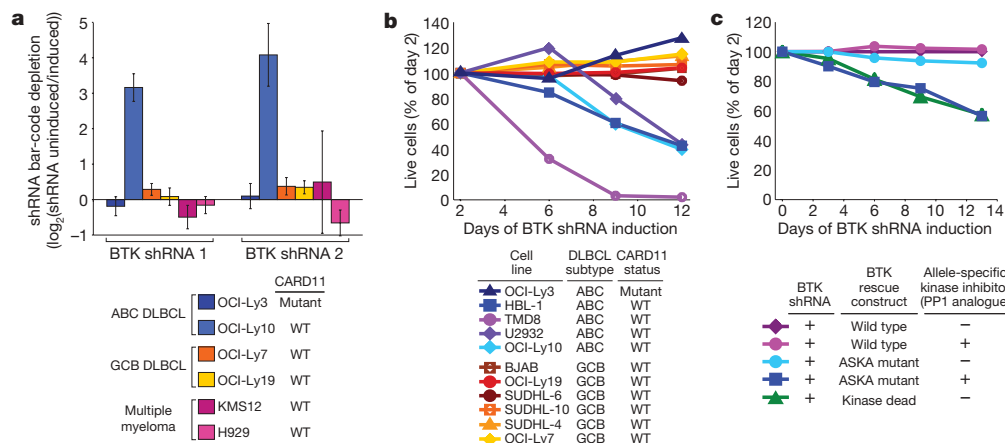 a
shRNA bar-code depletion
(log2(shRNA uninduced/induced))
5
4
3
2
1
0
−1
BTK shRNA 1
BTK shRNA 2
CARD11
ABC DLBCL
OCI-Ly3
Mutant
OCI-Ly10
WT
GCB DLBCL
OCI-Ly7
WT
OCI-Ly19
WT
Multiple
myeloma
KMS12
WT
H929
WT
b
Live cells (% of day 2)
140
120
100
80
60
40
20
0
2 4 6 8 10 12
Days of BTK shRNA induction
Cell line DLBCL subtype CARD11 status
OCI-Ly3 ABC Mutant
HBL-1 ABC WT
TMD8 ABC WT
U2932 ABC WT
OCI-Ly10 ABC WT
BJAB GCB WT
OCI-Ly19 GCB WT
SUDHL-6 GCB WT
SUDHL-10 GCB WT
SUDHL-4 GCB WT
OCI-Ly7 GCB WT
c
Live cells (% of day 2)
120
100
80
60
40
20
0
0 2 4 6 8 10 12 14
Days of BTK shRNA induction
BTK shRNA
BTK rescue construct
Allele-specific kinase inhibito (PP1 analogue
+ Wild type −
+ Wild type +
+ ASKA mutant −
+ ASKA mutant +
+ Kinase dead −